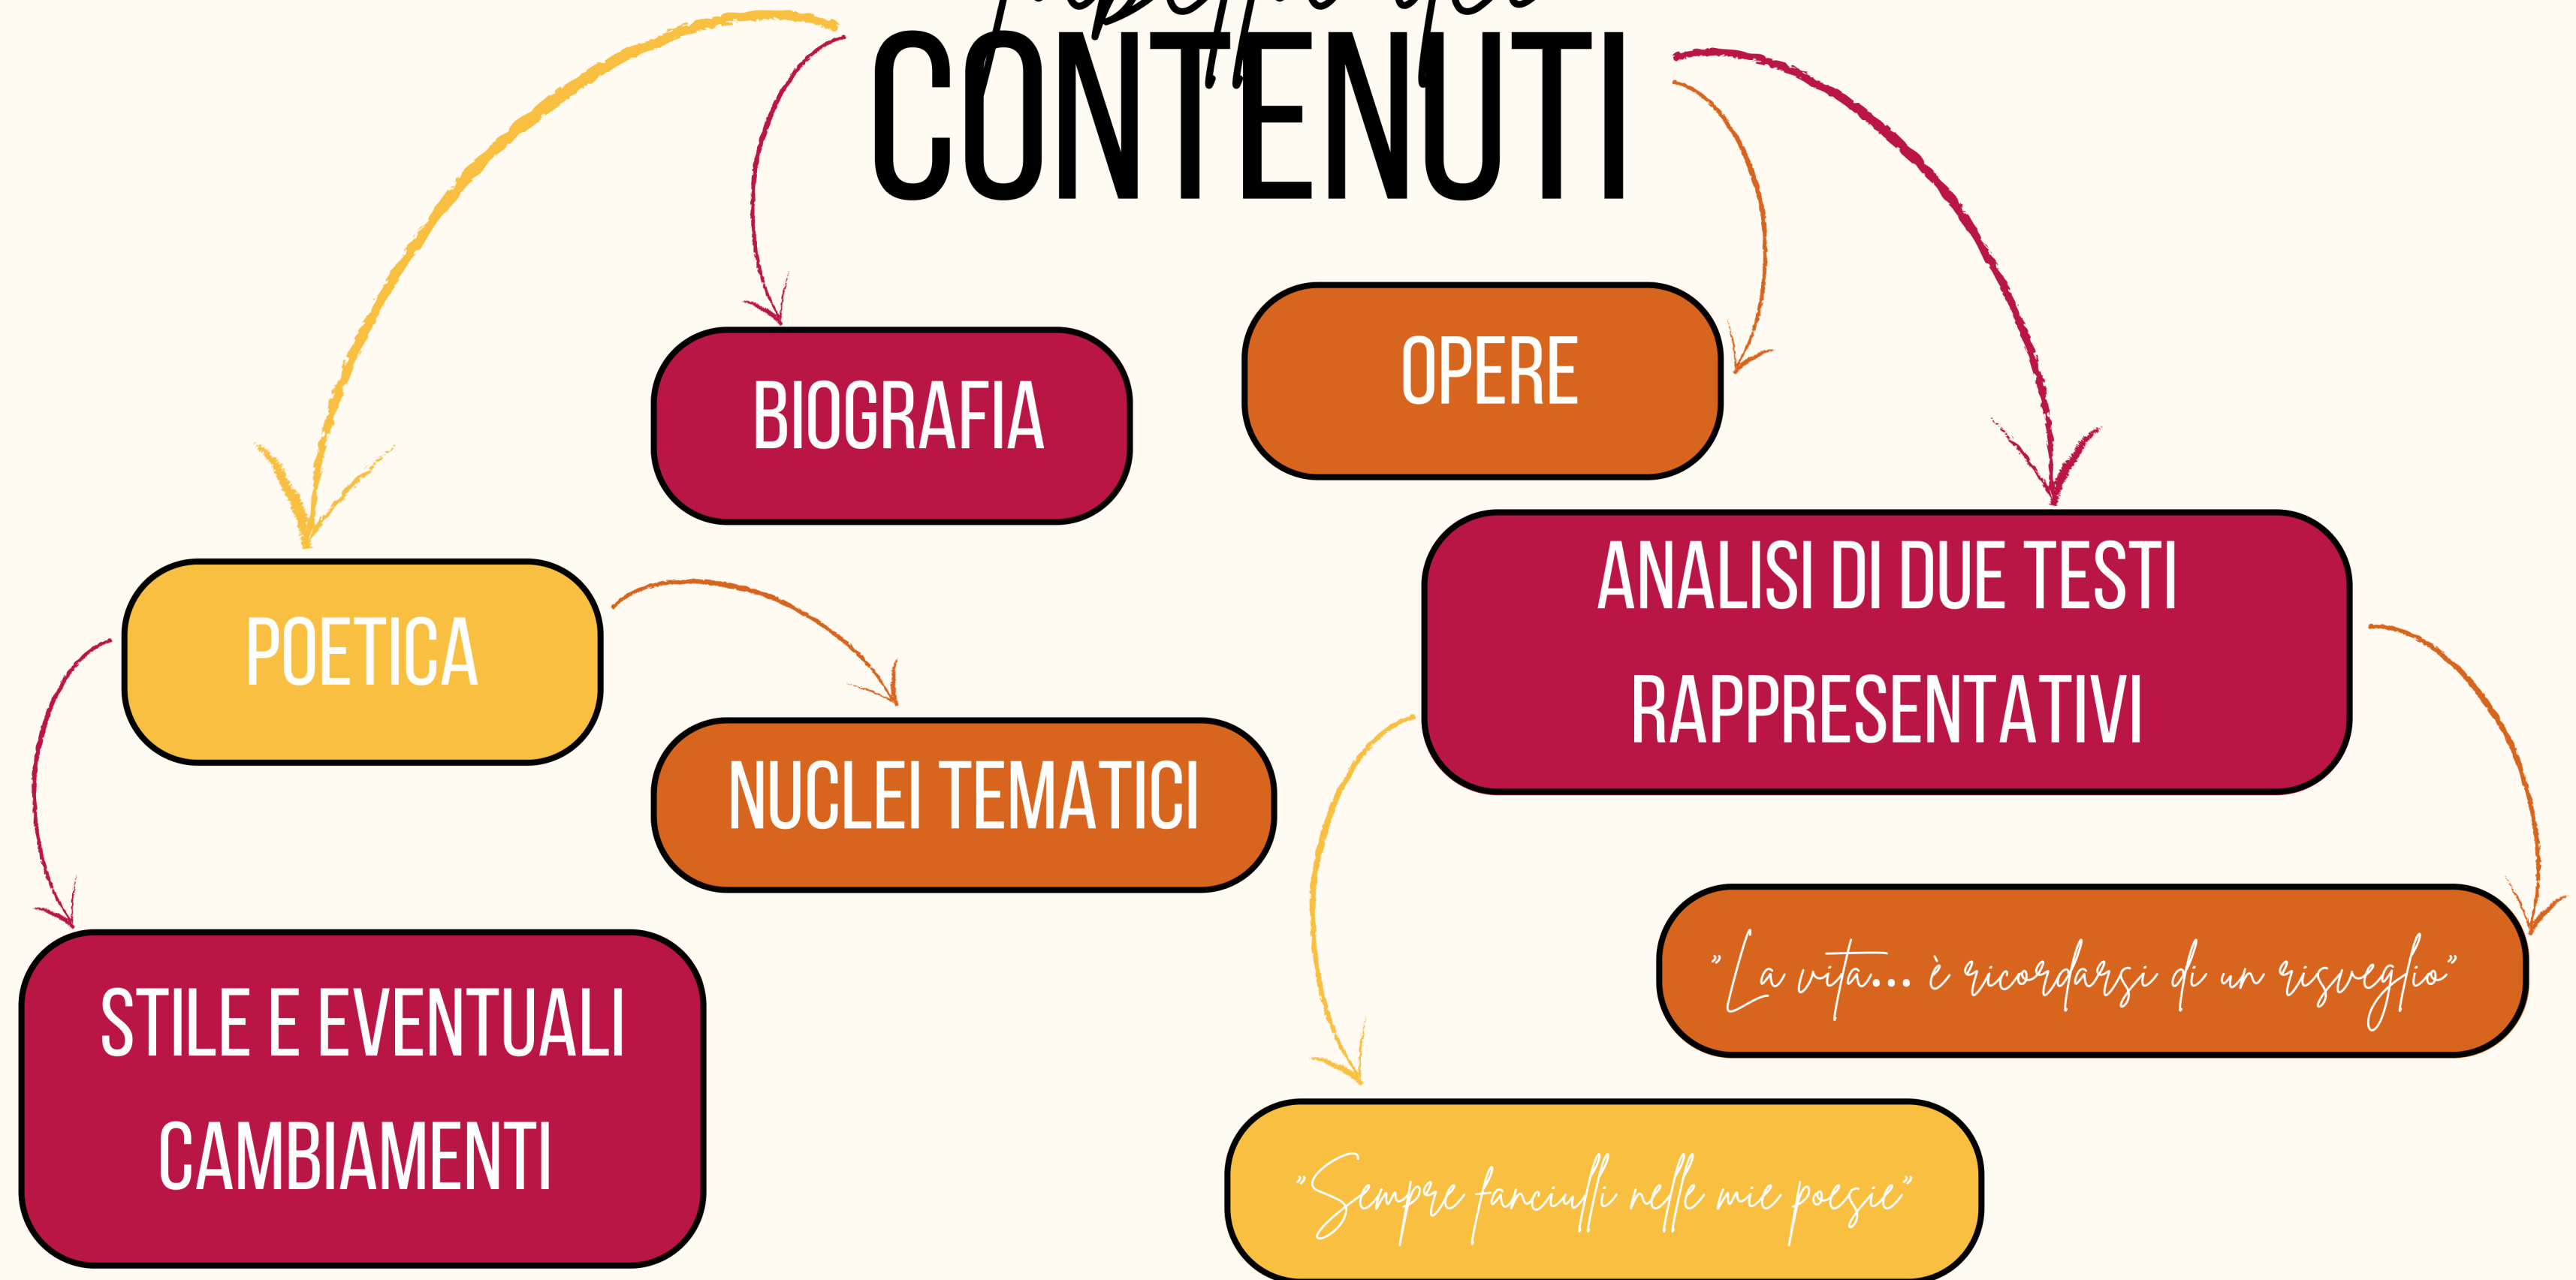 CONTENUTI
BIOGRAFIA
OPERE
POETICA
ANALISI DI DUE TESTI
RAPPRESENTATIVI
NUCLEI TEMATICI
STILE E EVENTUALI
CAMBIAMENTI
"La vita... è ricordarsi di un risveglio"
"Sempre fanciulli nelle mie poesie"